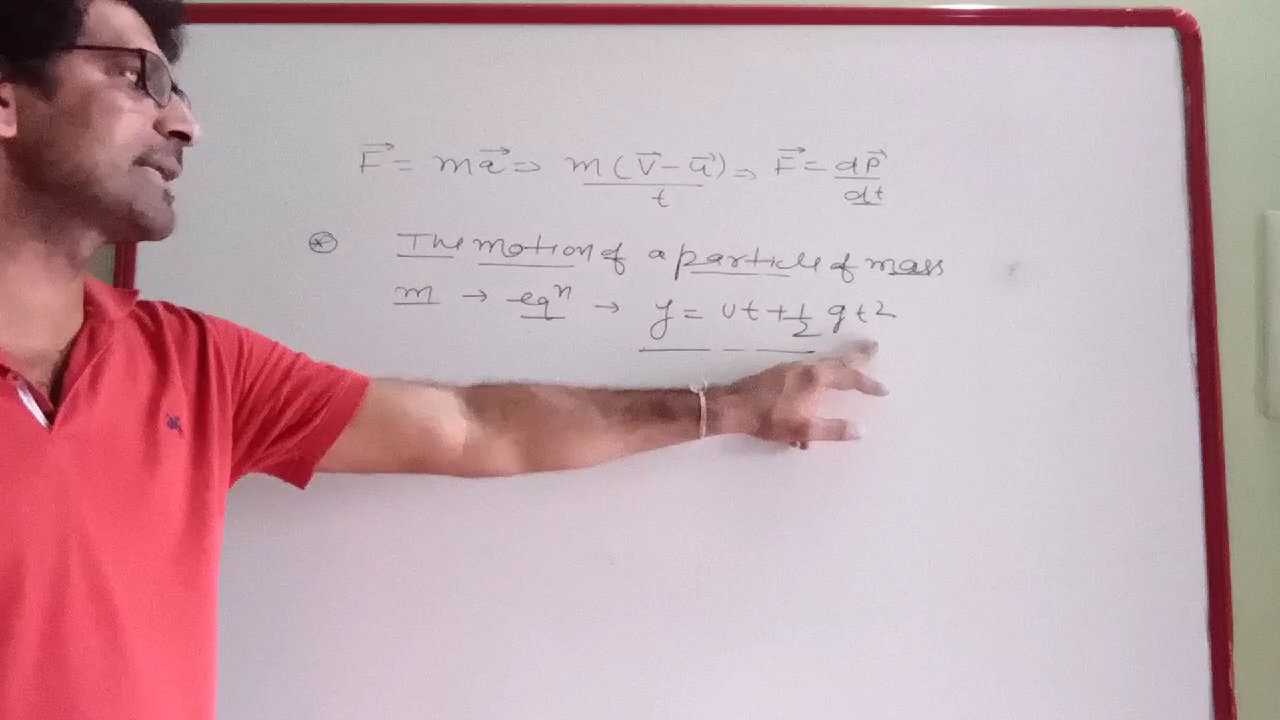 F⃗ = ma⃗ ⇒ m(v⃗ - u⃗)/t ⇒ F⃗ = dP⃗/dt
⊛ The motion of a particle of mass
m → eqⁿ → y = ut + 1/2 gt2